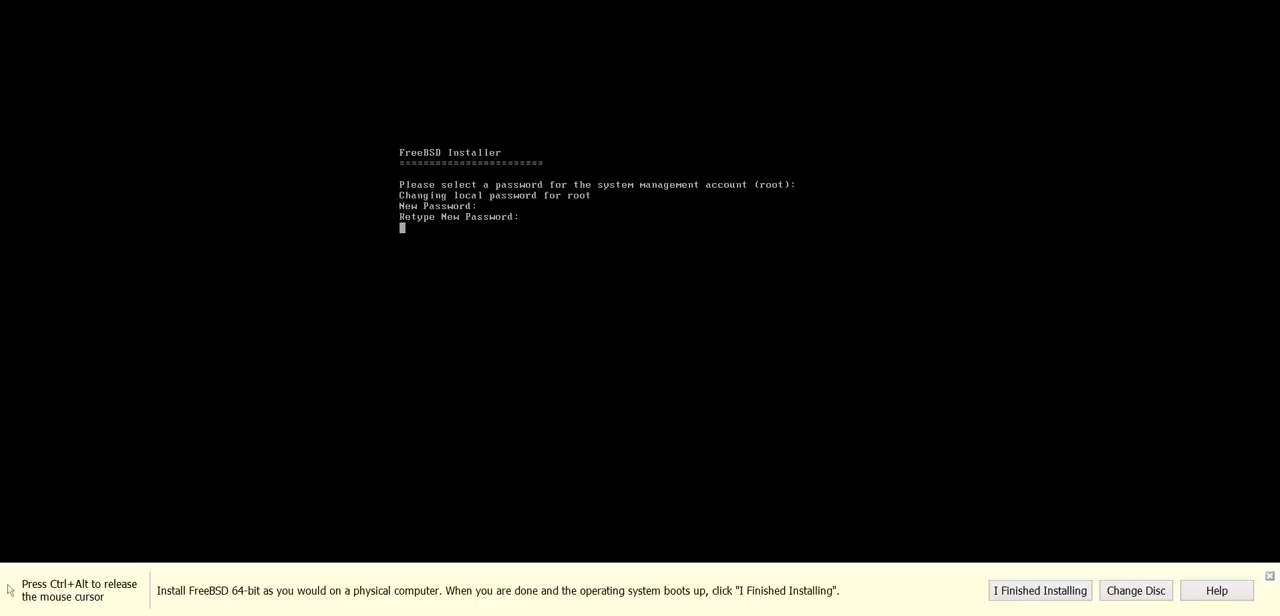 FreeBSD Installer
========================
Please select a password for the system management account (root):
Changing local password for root
New Password:
Retype New Password:
Press Ctrl+Alt to release
the mouse cursor
Install FreeBSD 64-bit as you would on a physical computer. When you are done and the operating system boots up, click "I Finished Installing".
I Finished Installing
Change Disc
Help